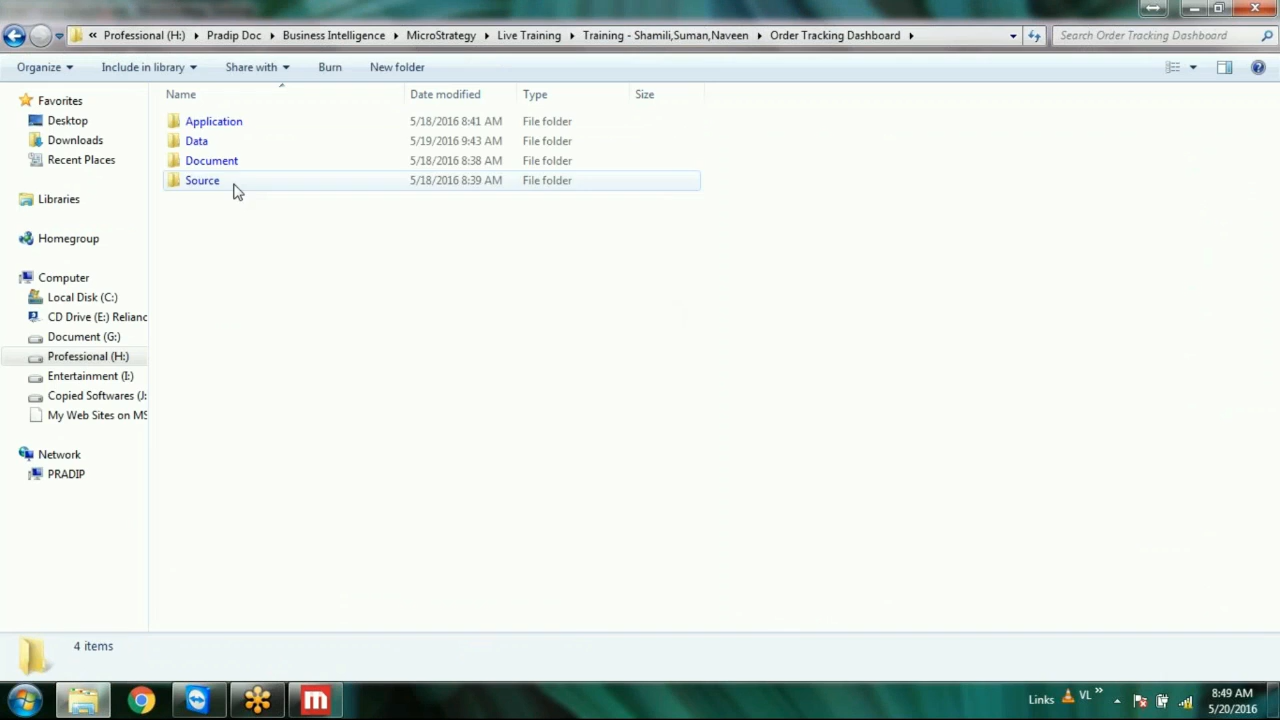 « Professional (H:) ▸ Pradip Doc ▸ Business Intelligence ▸ MicroStrategy ▸ Live Training ▸ Training - Shamili,Suman,Naveen ▸ Order Tracking Dashboard ▸ Search Order Tracking Dashboard
Organize Include in library Share with Burn New folder
Name Date modified Type Size
Favorites
Desktop
Downloads
Recent Places
Libraries
Homegroup
Computer
Local Disk (C:)
CD Drive (E:) Relianc
Document (G:)
Professional (H:)
Entertainment (I:)
Copied Softwares (J:
My Web Sites on MS
Network
PRADIP
Application 5/18/2016 8:41 AM File folder
Data 5/19/2016 9:43 AM File folder
Document 5/18/2016 8:38 AM File folder
Source 5/18/2016 8:39 AM File folder
4 items
Links VL » 8:49 AM
5/20/2016